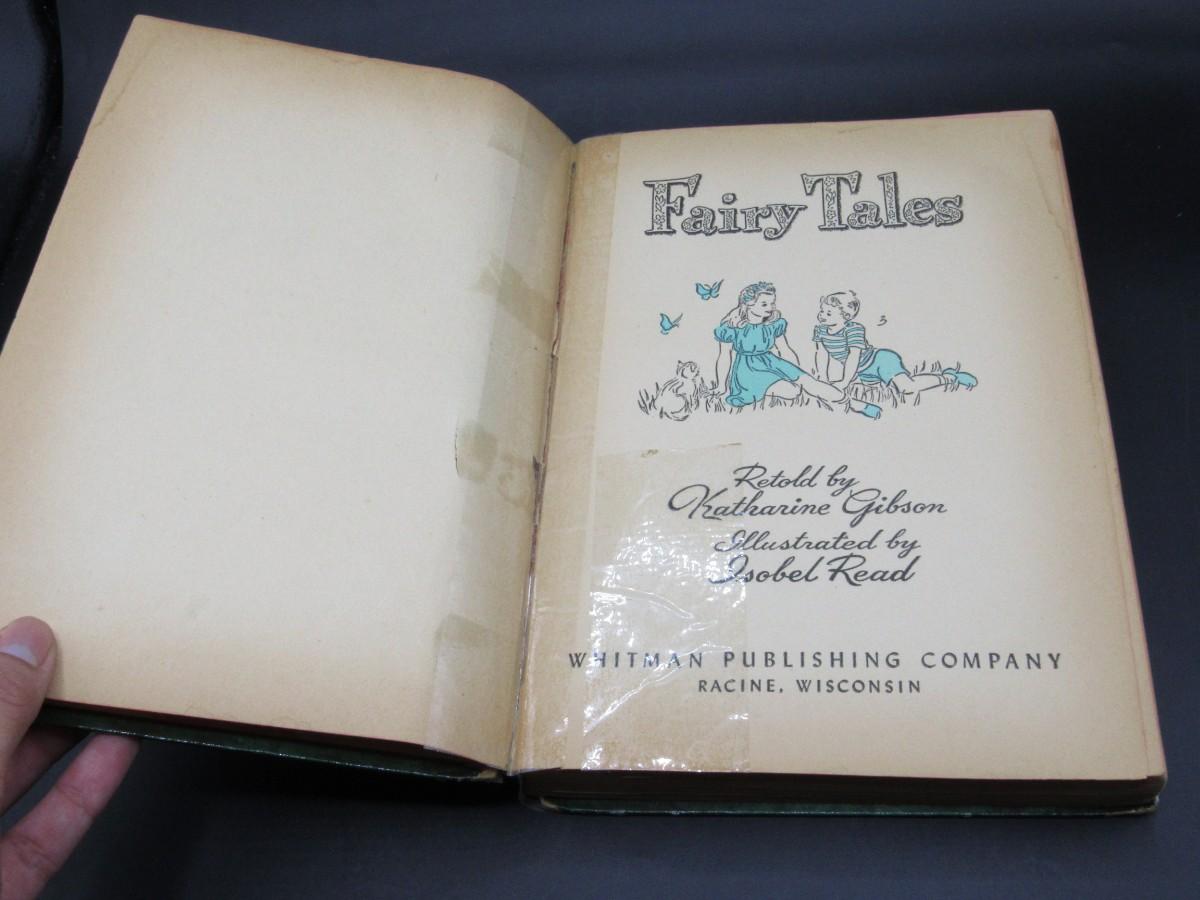 Fairy Tales
Retold by
Katharine Gibson
Illustrated by
Isobel Read
WHITMAN PUBLISHING COMPANY
RACINE, WISCONSIN